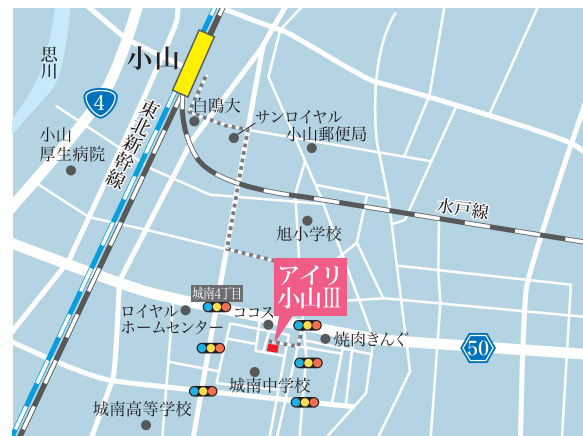 思川
小山
4
白鴎大
サンロイヤル
小山郵便局
小山
厚生病院
東北新幹線
水戸線
旭小学校
アイリ
小山Ⅲ
城南4丁目
ロイヤル
ホームセンター
ココス
焼肉きんぐ
50
城南中学校
城南高等学校